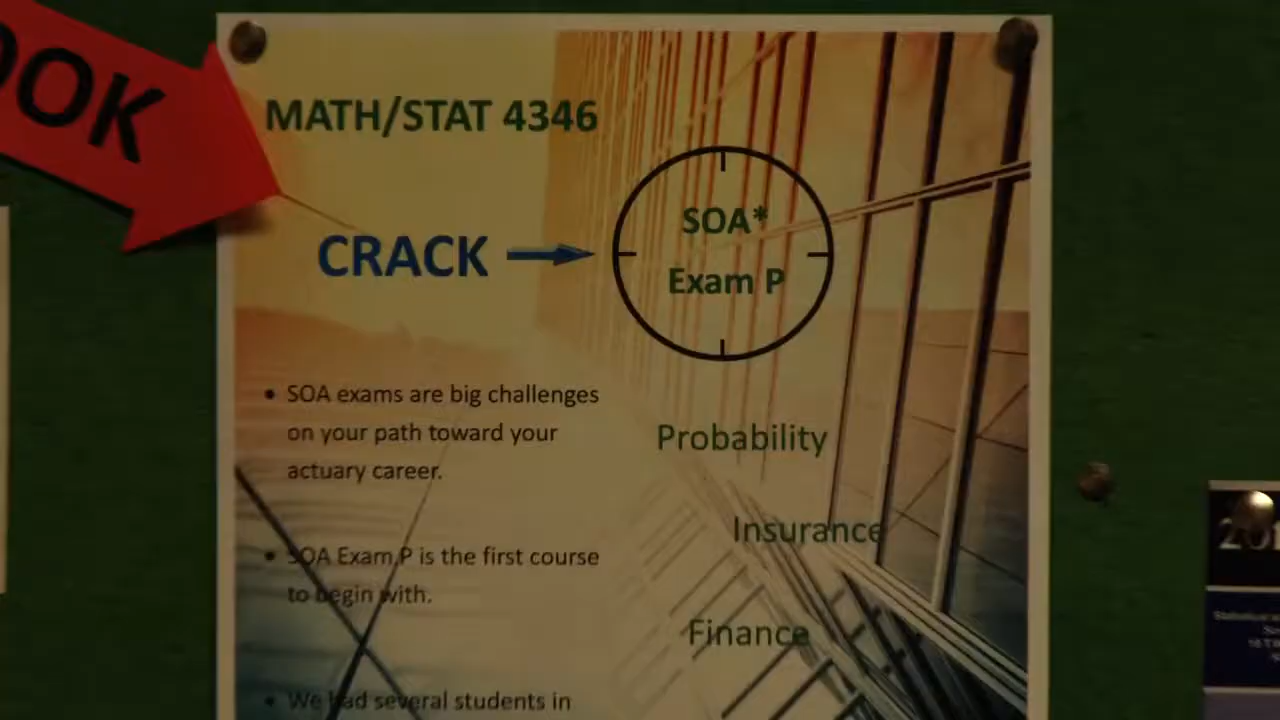 OOK
MATH/STAT 4346
CRACK
SOA*
Exam P
• SOA exams are big challenges
on your path toward your
actuary career.
• SOA Exam P is the first course
to begin with.
• We had several students in
Probability
Insurance
Finance